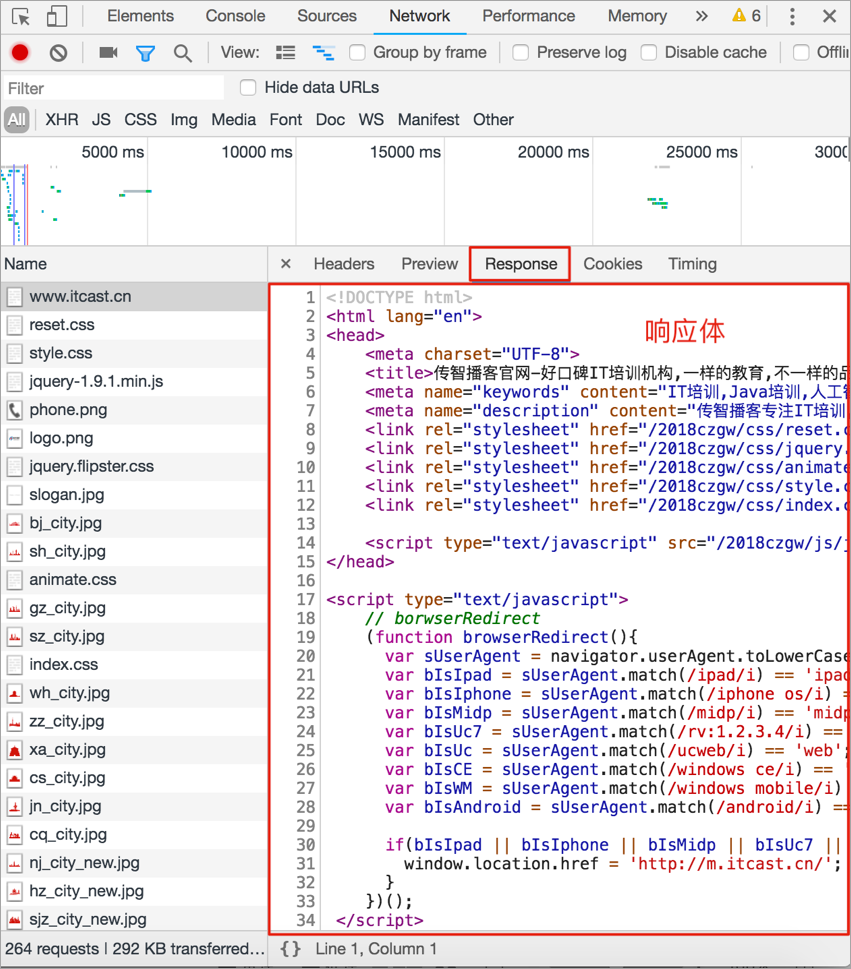 Elements Console Sources Network Performance Memory » 6
View: Group by frame Preserve log Disable cache
Filter Hide data URLs
All XHR JS CSS Img Media Font Doc WS Manifest Other
5000 ms 10000 ms 15000 ms 20000 ms 25000 ms
Name × Headers Preview Response Cookies Timing
www.itcast.cn
reset.css
style.css
jquery-1.9.1.min.js
phone.png
logo.png
jquery.flipster.css
slogan.jpg
bj_city.jpg
sh_city.jpg
animate.css
gz_city.jpg
sz_city.jpg
index.css
wh_city.jpg
zz_city.jpg
xa_city.jpg
cs_city.jpg
jn_city.jpg
cq_city.jpg
nj_city_new.jpg
hz_city_new.jpg
sjz_city_new.jpg
响应体
1 <!DOCTYPE html>
2 <html lang="en">
3 <head>
4 <meta charset="UTF-8">
5 <title>传智播客官网-好口碑IT培训机构,一样的教育,不一样的品
6 <meta name="keywords" content="IT培训,Java培训,人工智
7 <meta name="description" content="传智播客专注IT培训
8 <link rel="stylesheet" href="/2018czgw/css/reset.c
9 <link rel="stylesheet" href="/2018czgw/css/jquery.
10 <link rel="stylesheet" href="/2018czgw/css/animate
11 <link rel="stylesheet" href="/2018czgw/css/style.c
12 <link rel="stylesheet" href="/2018czgw/css/index.c
13
14 <script type="text/javascript" src="/2018czgw/js/j
15 </head>
16
17 <script type="text/javascript">
18 // borwserRedirect
19 (function browserRedirect(){
20 var sUserAgent = navigator.userAgent.toLowerCase
21 var bIsIpad = sUserAgent.match(/ipad/i) == 'ipad
22 var bIsIphone = sUserAgent.match(/iphone os/i) =
23 var bIsMidp = sUserAgent.match(/midp/i) == 'midp
24 var bIsUc7 = sUserAgent.match(/rv:1.2.3.4/i) ==
25 var bIsUc = sUserAgent.match(/ucweb/i) == 'web';
26 var bIsCE = sUserAgent.match(/windows ce/i) == '
27 var bIsWM = sUserAgent.match(/windows mobile/i)
28 var bIsAndroid = sUserAgent.match(/android/i) ==
29
30 if(bIsIpad || bIsIphone || bIsMidp || bIsUc7 ||
31 window.location.href = 'http://m.itcast.cn/';
32 }
33 })();
34 </script>
264 requests | 292 KB transferred... {} Line 1, Column 1